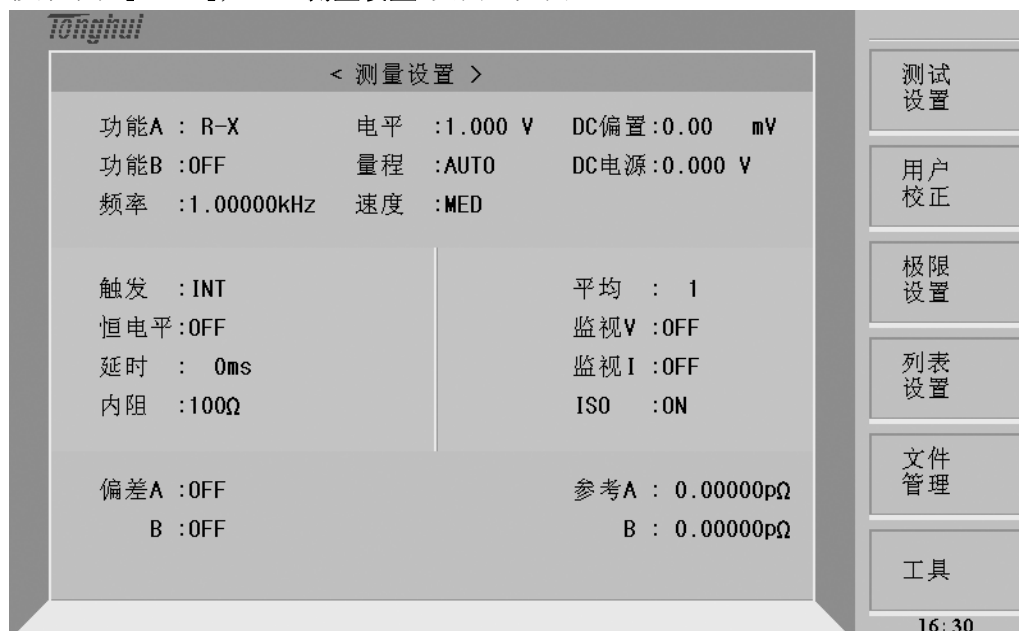 Tonghui
< 测量设置 >
功能A : R-X 电平 :1.000 V DC偏置:0.00 mV
功能B :OFF 量程 :AUTO DC电源:0.000 V
频率 :1.00000kHz 速度 :MED
触发 :INT 平均 : 1
恒电平:OFF 监视V :OFF
延时 : 0ms 监视I :OFF
内阻 :100Ω ISO :ON
偏差A :OFF 参考A : 0.00000pΩ
B :OFF B : 0.00000pΩ
测试
设置
用户
校正
极限
设置
列表
设置
文件
管理
工具
16:30